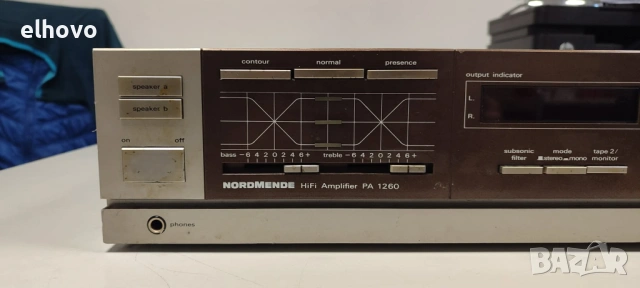 elhovo
contour normal presence
output indicator
speaker a
speaker b
L.
R.
on off
bass -6 4 2 0 2 4 6+ treble -6 4 2 0 2 4 6+
subsonic filter
mode stereo mono
tape 2/ monitor
NORDMENDE HiFi Amplifier PA 1260
phones
BAZAR